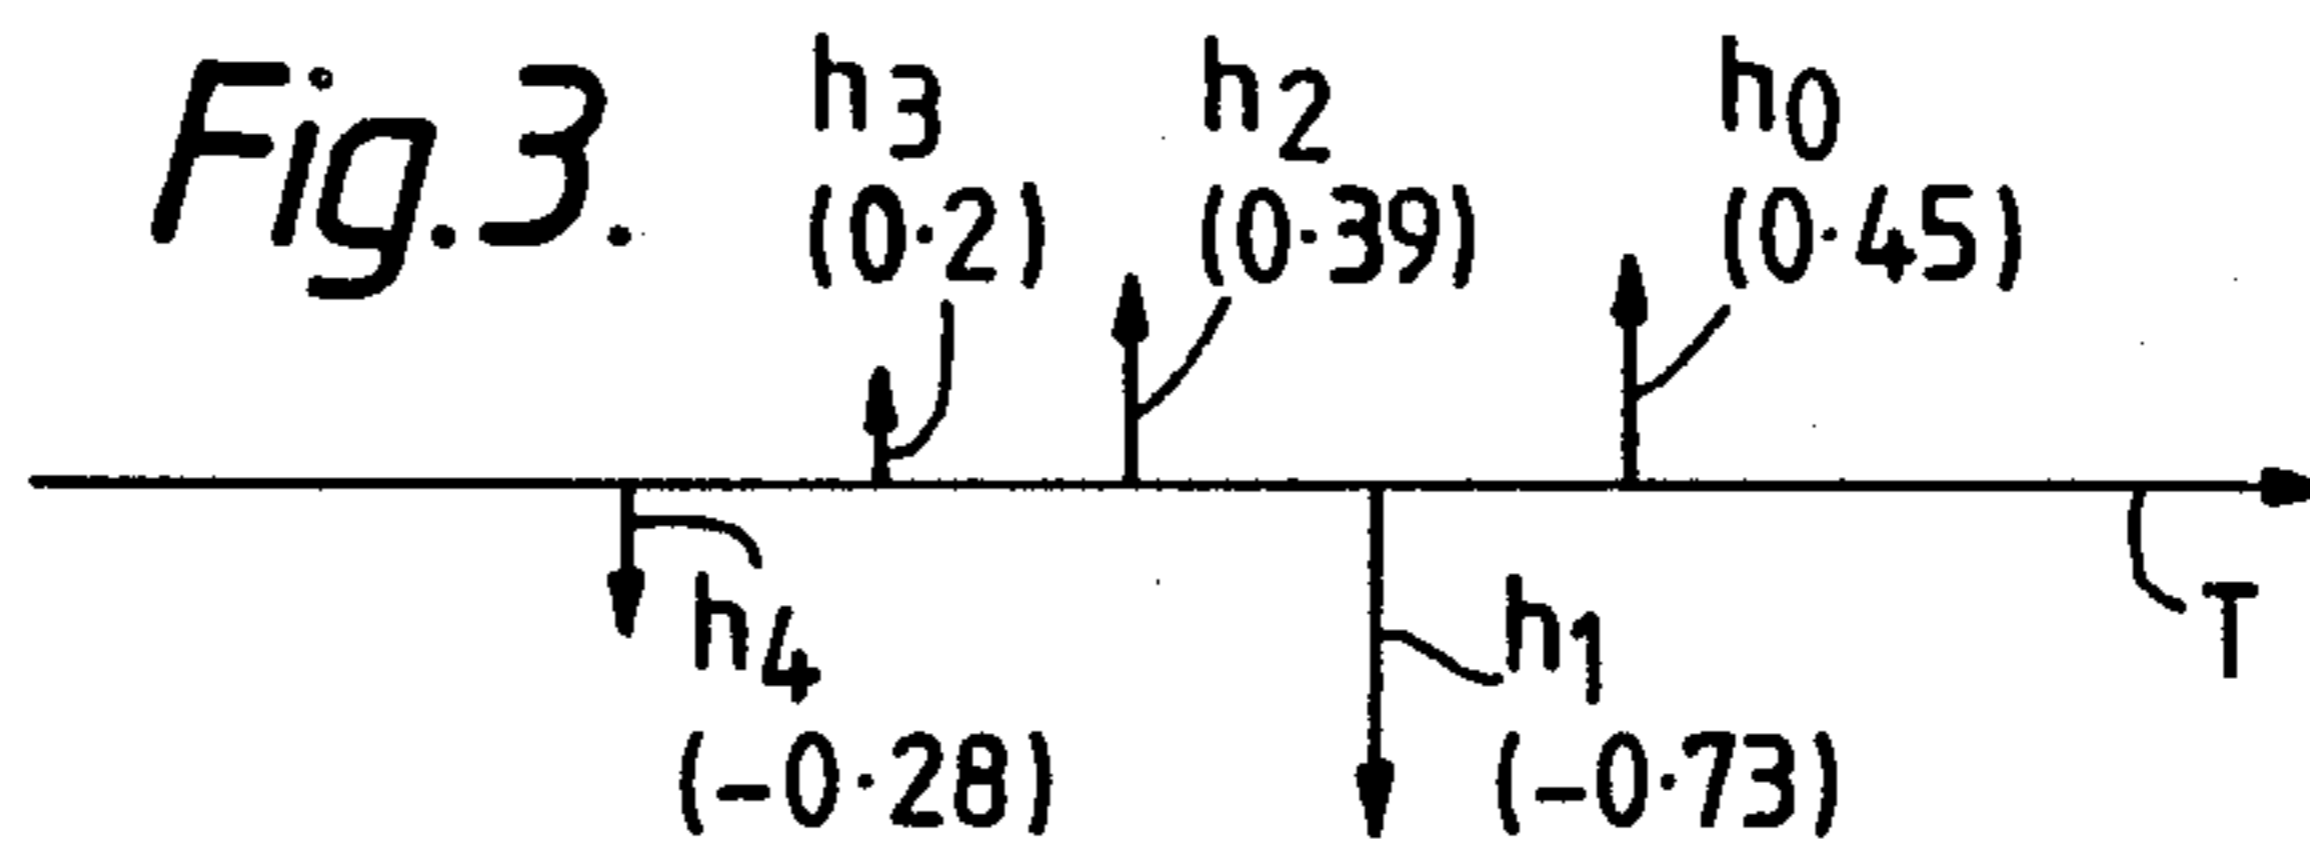 Fig.3.
h3 h2 h0
(0·2) (0·39) (0·45)
h4 h1 T
(-0·28) (-0·73)